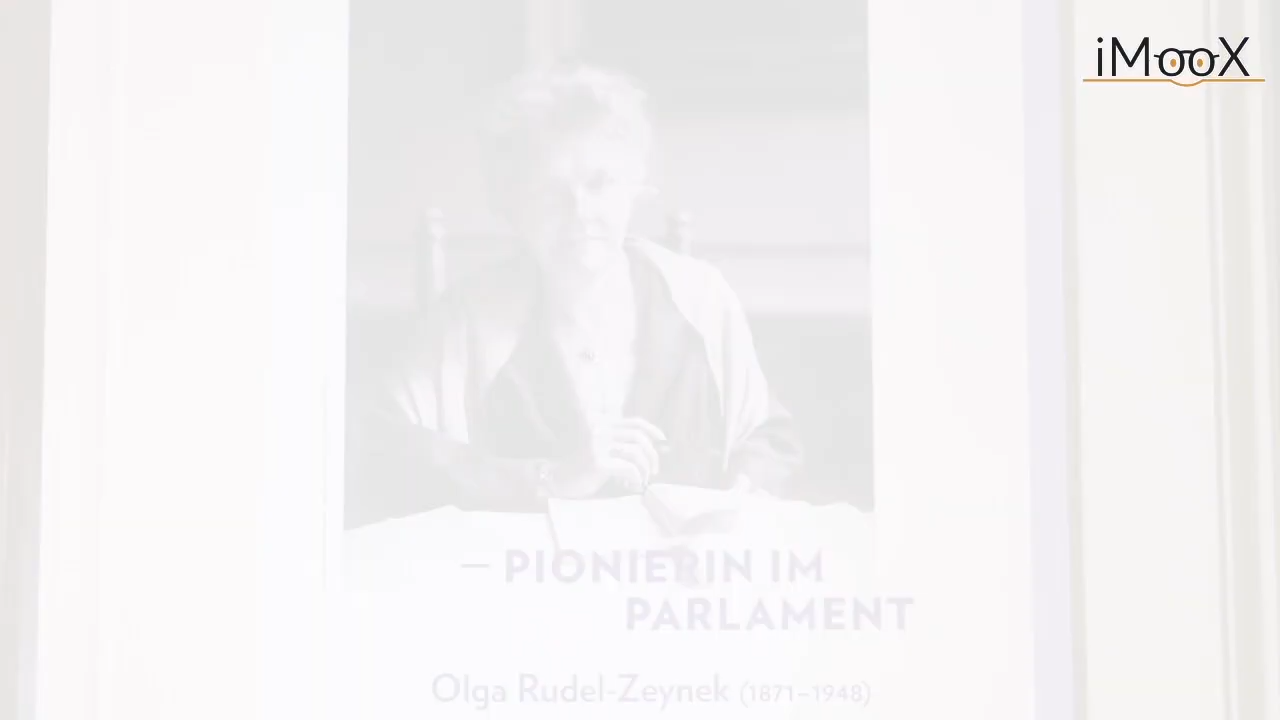 iMooX
— PIONIERIN IM
PARLAMENT
Olga Rudel-Zeynek (1871–1948)